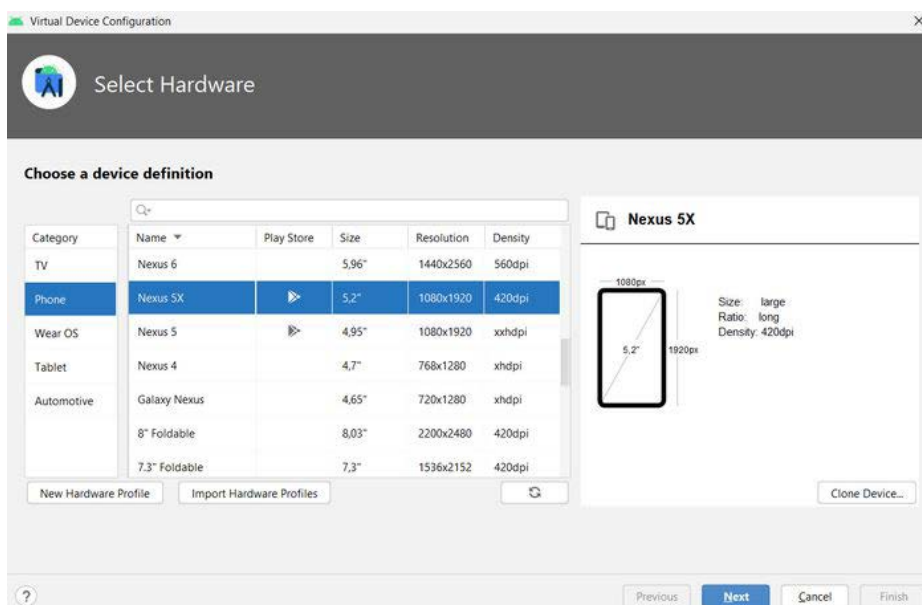 Virtual Device Configuration
Select Hardware
Choose a device definition
Category
TV
Phone
Wear OS
Tablet
Automotive
Name Play Store Size Resolution Density
Nexus 6 5,96" 1440x2560 560dpi
Nexus 5X 5,2" 1080x1920 420dpi
Nexus 5 4,95" 1080x1920 xxhdpi
Nexus 4 4,7" 768x1280 xhdpi
Galaxy Nexus 4,65" 720x1280 xhdpi
8" Foldable 8,03" 2200x2480 420dpi
7.3" Foldable 7,3" 1536x2152 420dpi
New Hardware Profile Import Hardware Profiles
Nexus 5X
1080px
5,2"
1920px
Size: large
Ratio: long
Density: 420dpi
Clone Device...
? Previous Next Cancel Finish